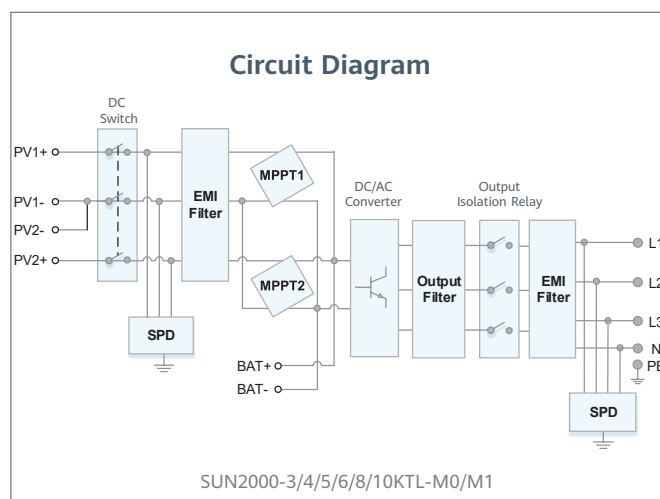 Circuit Diagram
DC
Switch
PV1+
PV1-
PV2-
PV2+
EMI
Filter
MPPT1
MPPT2
SPD
BAT+
BAT-
DC/AC
Converter
Output
Filter
Output
Isolation Relay
EMI
Filter
L1
L2
L3
N
PE
SPD
SUN2000-3/4/5/6/8/10KTL-M0/M1